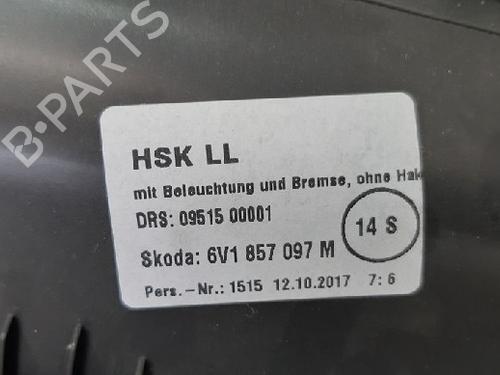 B-PARTS
HSK LL
mit Beleuchtung und Bremse, ohne Hak
DRS: 09515 00001
14 S
Skoda: 6V1 857 097 M
Pers.-Nr.: 1515 12.10.2017 7: 6